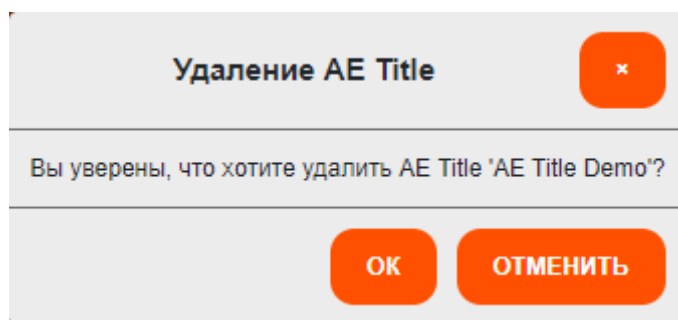 Удаление AE Title
×
Вы уверены, что хотите удалить AE Title 'AE Title Demo'?
ОК
ОТМЕНИТЬ